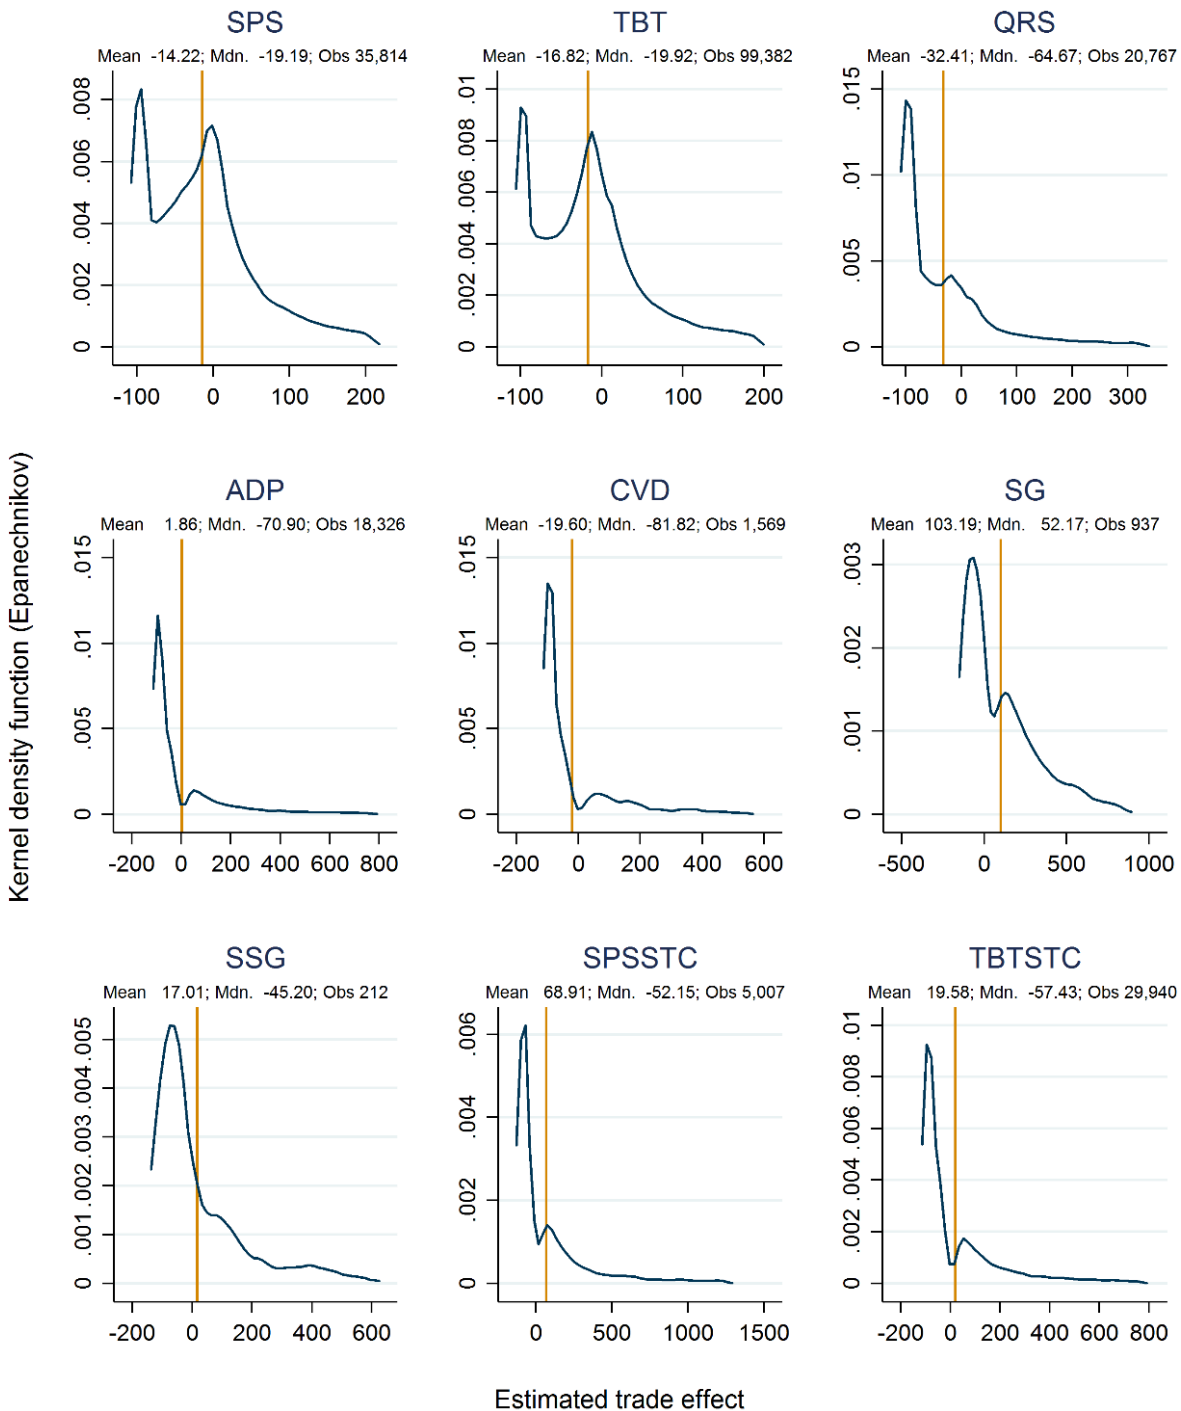 SPS
Mean -14.22; Mdn. -19.19; Obs 35,814
0 .002 .004 .006 .008
-100 0 100 200
TBT
Mean -16.82; Mdn. -19.92; Obs 99,382
0 .002 .004 .006 .008 .01
-100 0 100 200
QRS
Mean -32.41; Mdn. -64.67; Obs 20,767
0 .005 .01 .015
-100 0 100 200 300
Kernel density function (Epanechnikov)
ADP
Mean 1.86; Mdn. -70.90; Obs 18,326
0 .005 .01 .015
-200 0 200 400 600 800
CVD
Mean -19.60; Mdn. -81.82; Obs 1,569
0 .005 .01 .015
-200 0 200 400 600
SG
Mean 103.19; Mdn. 52.17; Obs 937
0 .001 .002 .003
-500 0 500 1000
SSG
Mean 17.01; Mdn. -45.20; Obs 212
0 .001 .002 .003 .004 .005
-200 0 200 400 600
SPSSTC
Mean 68.91; Mdn. -52.15; Obs 5,007
0 .002 .004 .006
0 500 1000 1500
TBTSTC
Mean 19.58; Mdn. -57.43; Obs 29,940
0 .002 .004 .006 .008 .01
-200 0 200 400 600 800
Estimated trade effect